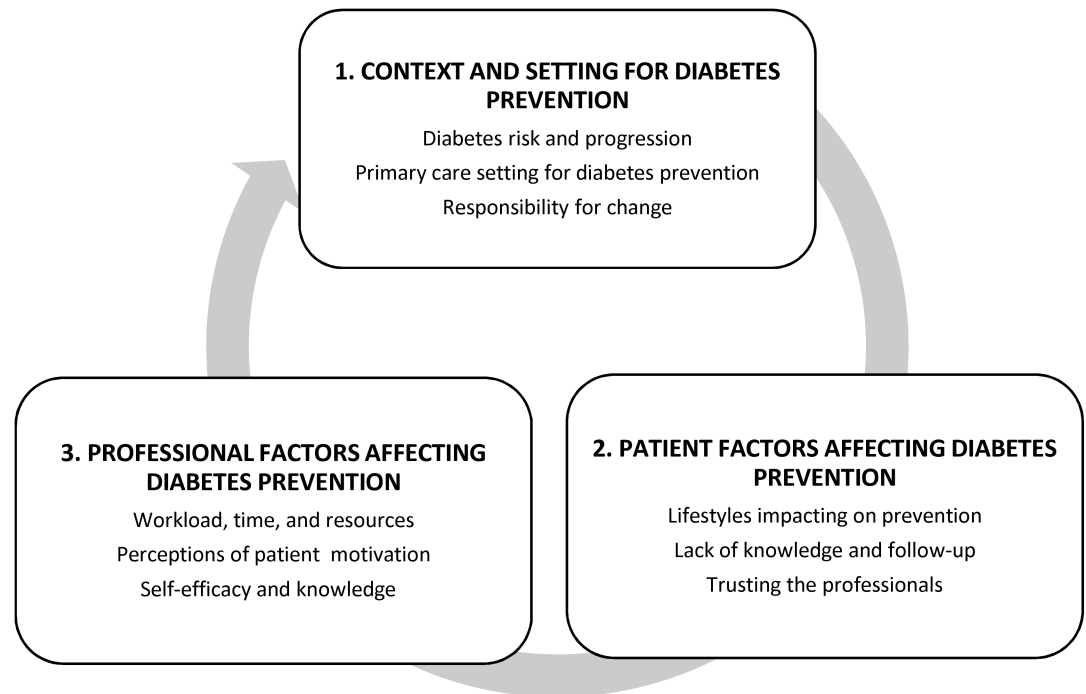 1. CONTEXT AND SETTING FOR DIABETES
PREVENTION
Diabetes risk and progression
Primary care setting for diabetes prevention
Responsibility for change
2. PATIENT FACTORS AFFECTING DIABETES
PREVENTION
Lifestyles impacting on prevention
Lack of knowledge and follow-up
Trusting the professionals
3. PROFESSIONAL FACTORS AFFECTING
DIABETES PREVENTION
Workload, time, and resources
Perceptions of patient motivation
Self-efficacy and knowledge